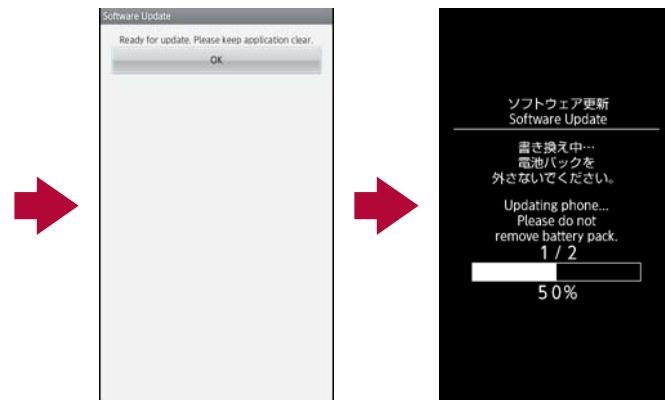 Software Update
Ready for update. Please keep application clear.
OK
ソフトウェア更新
Software Update
書き換え中…
電池パックを
外さないでください。
Updating phone...
Please do not
remove battery pack.
1 / 2
50%